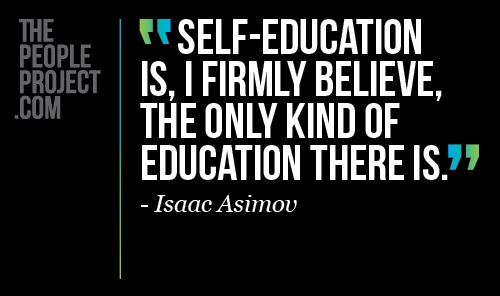 THE
PEOPLE
PROJECT
.COM
"SELF-EDUCATION
IS, I FIRMLY BELIEVE,
THE ONLY KIND OF
EDUCATION THERE IS."
- Isaac Asimov